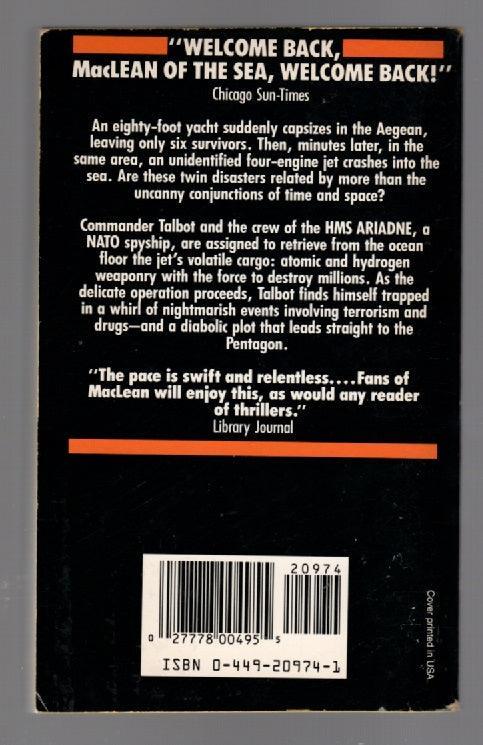 "WELCOME BACK,
MacLEAN OF THE SEA, WELCOME BACK!"
Chicago Sun-Times
An eighty-foot yacht suddenly capsizes in the Aegean,
leaving only six survivors. Then, minutes later, in the
same area, an unidentified four-engine jet crashes into the
sea. Are these twin disasters related by more than the
uncanny conjunctions of time and space?
Commander Talbot and the crew of the HMS ARIADNE, a
NATO spyship, are assigned to retrieve from the ocean
floor the jet's volatile cargo: atomic and hydrogen
weaponry with the force to destroy millions. As the
delicate operation proceeds, Talbot finds himself trapped
in a whirl of nightmarish events involving terrorism and
drugs—and a diabolic plot that leads straight to the
Pentagon.
"The pace is swift and relentless....Fans of
MacLean will enjoy this, as would any reader
of thrillers."
Library Journal
20974
0 27778 00495 5
ISBN 0-449-20974-1
Cover printed in USA